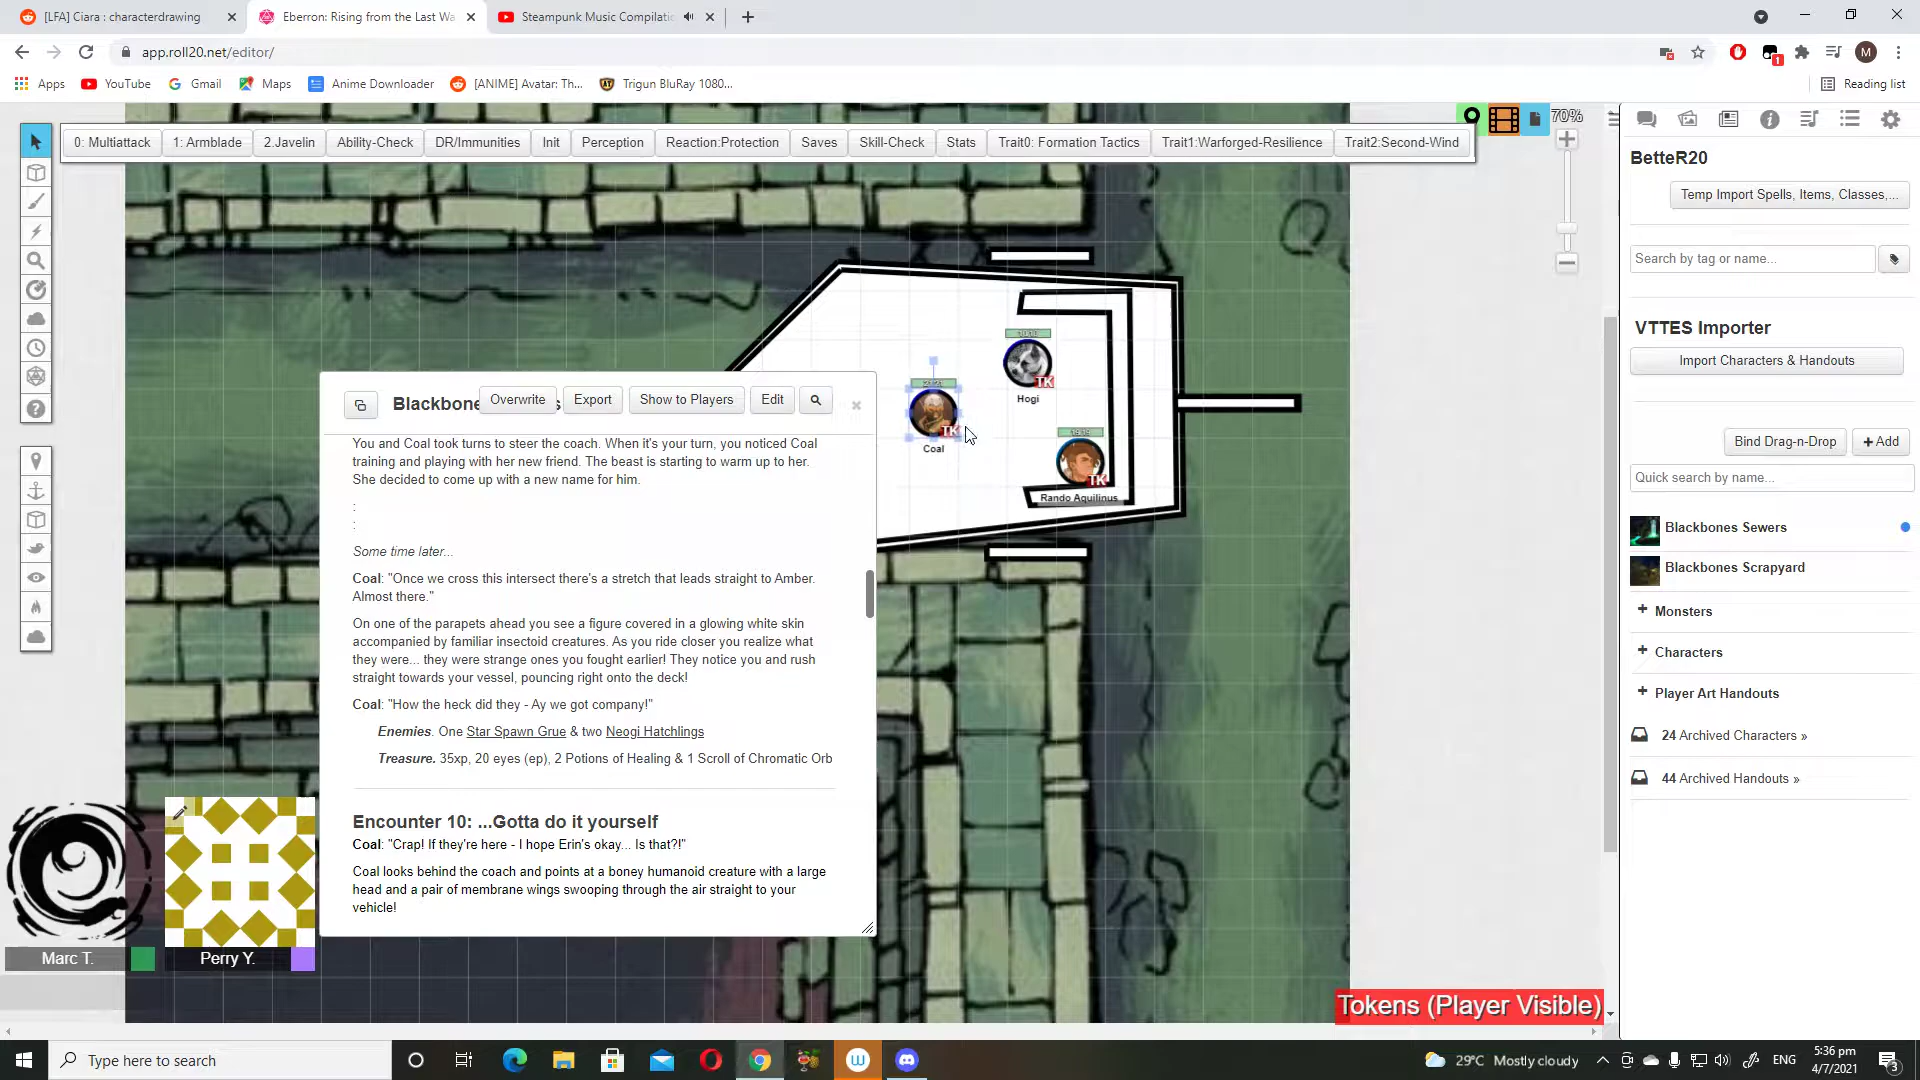 [LFA] Ciara : characterdrawing
Eberron: Rising from the Last Wa
Steampunk Music Compilatio
app.roll20.net/editor/
M
1
Apps
YouTube
Gmail
Maps
Anime Downloader
[ANIME] Avatar: Th...
Trigun BluRay 1080...
Reading list
0: Multiattack
1: Armblade
2.Javelin
Ability-Check
DR/Immunities
Init
Perception
Reaction:Protection
Saves
Skill-Check
Stats
Trait0: Formation Tactics
Trait1:Warforged-Resilience
Trait2:Second-Wind
70%
BetteR20
Temp Import Spells, Items, Classes,...
Search by tag or name...
VTTES Importer
Import Characters & Handouts
Bind Drag-n-Drop
+ Add
Quick search by name...
Blackbones Sewers
Blackbones Scrapyard
Monsters
Characters
Player Art Handouts
24 Archived Characters »
44 Archived Handouts »
TK
Hogi
TK
Coal
TK
Rando Aquilinus
Blackbone
s
Overwrite
Export
Show to Players
Edit
You and Coal took turns to steer the coach. When it's your turn, you noticed Coal
training and playing with her new friend. The beast is starting to warm up to her.
She decided to come up with a new name for him.
:
:
Some time later...
Coal: "Once we cross this intersect there's a stretch that leads straight to Amber.
Almost there."
On one of the parapets ahead you see a figure covered in a glowing white skin
accompanied by familiar insectoid creatures. As you ride closer you realize what
they were... they were strange ones you fought earlier! They notice you and rush
straight towards your vessel, pouncing right onto the deck!
Coal: "How the heck did they - Ay we got company!"
Enemies. One Star Spawn Grue & two Neogi Hatchlings
Treasure. 35xp, 20 eyes (ep), 2 Potions of Healing & 1 Scroll of Chromatic Orb
Encounter 10: ...Gotta do it yourself
Coal: "Crap! If they're here - I hope Erin's okay... Is that?!"
Coal looks behind the coach and points at a boney humanoid creature with a large
head and a pair of membrane wings swooping through the air straight to your
vehicle!
Marc T.
Perry Y.
Tokens (Player Visible)
Type here to search
29°C Mostly cloudy
ENG
5:36 pm
4/7/2021
3